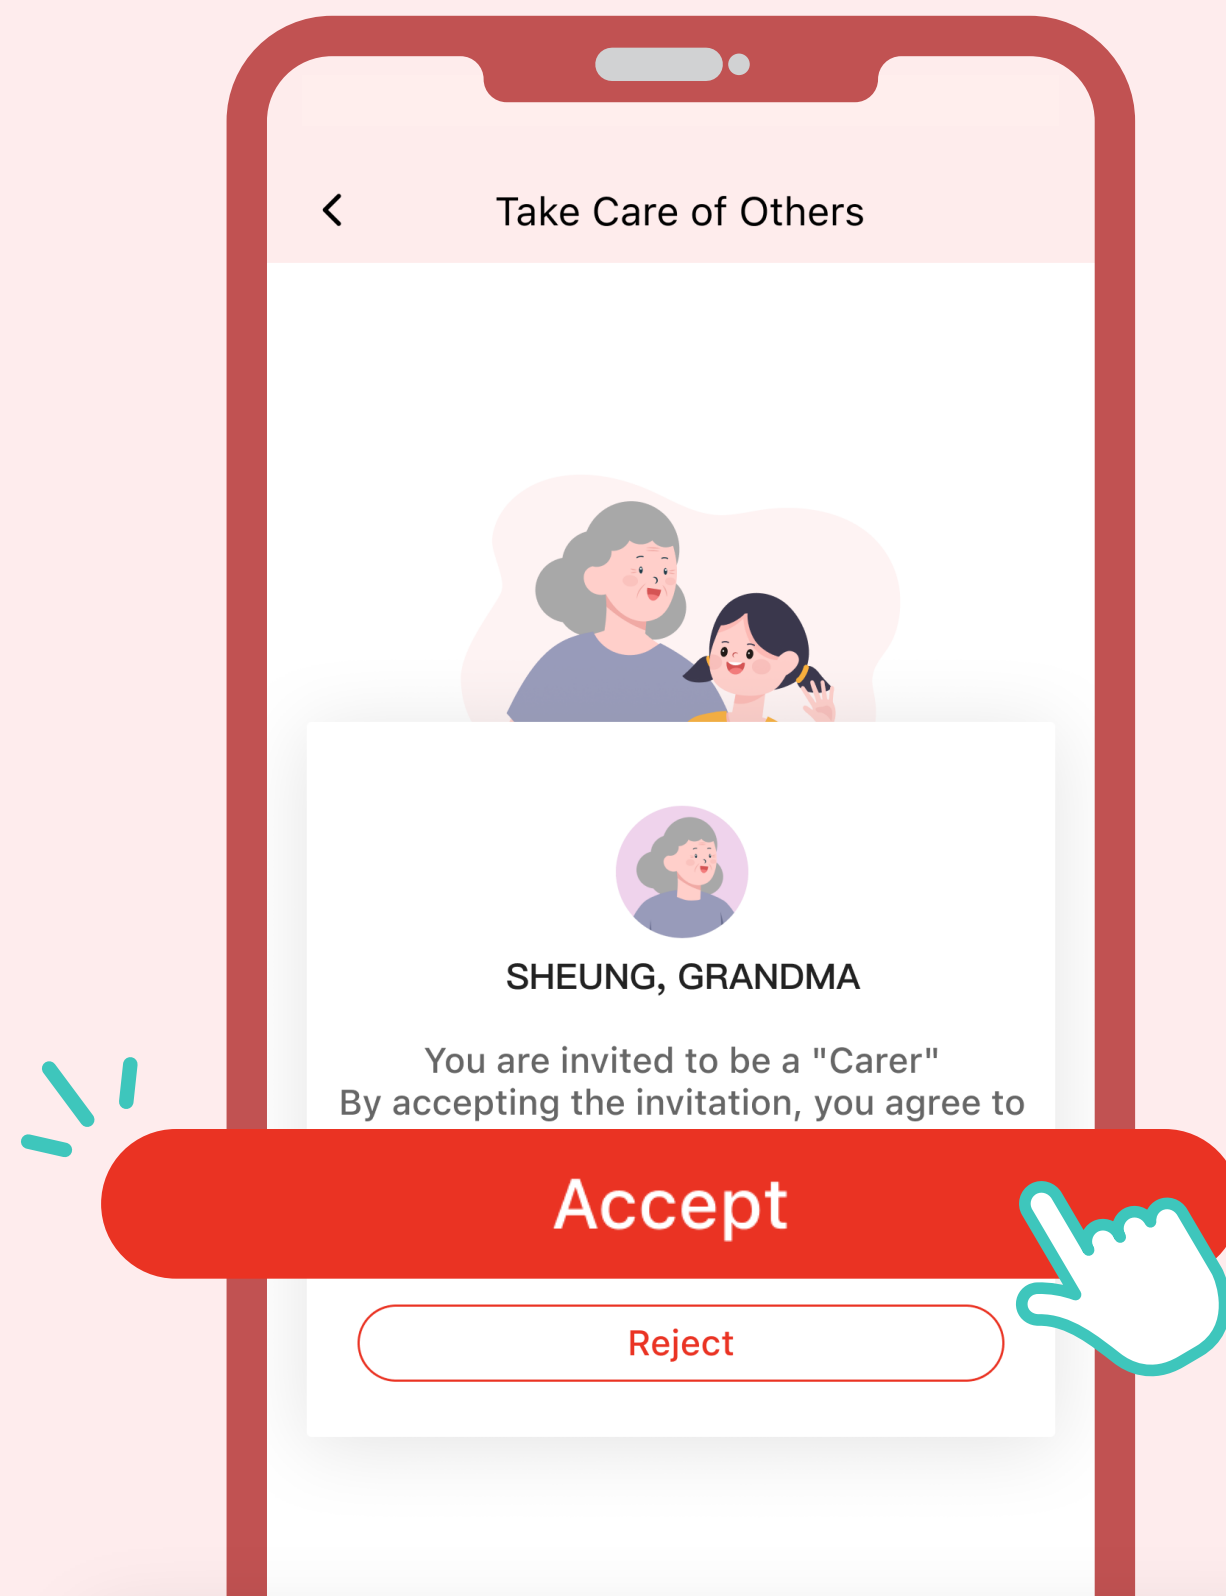 Take Care of Others
SHEUNG, GRANDMA
You are invited to be a "Carer"
By accepting the invitation, you agree to
Accept
Reject